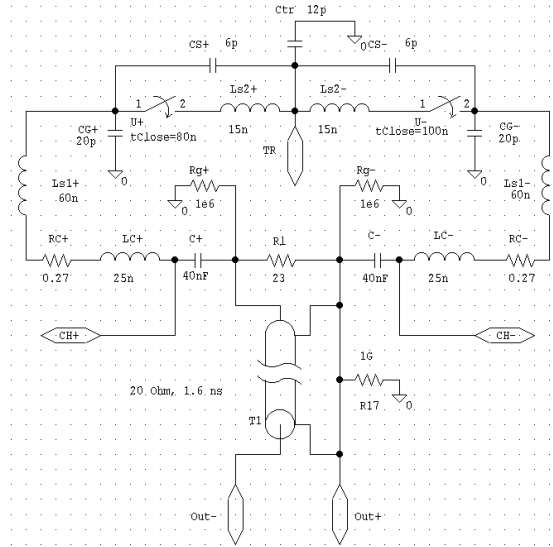 Ctr 12p
0
CS+ 6p
CS- 6p
Ls2+
Ls2-
1 2
1 2
U+
tClose=80n
15n
15n
U-
tClose=100n
CG+
20p
CG-
20p
TR
0
0
Rg+
Rg-
Ls1+
60n
Ls1-
60n
0
1e6
1e6
0
RC+
LC+
C+
R1
C-
LC-
RC-
0.27
25n
40nF
23
40nF
25n
0.27
CH+
CH-
1G
20 Ohm, 1.6 ns
R17
0
T1
Out-
Out+